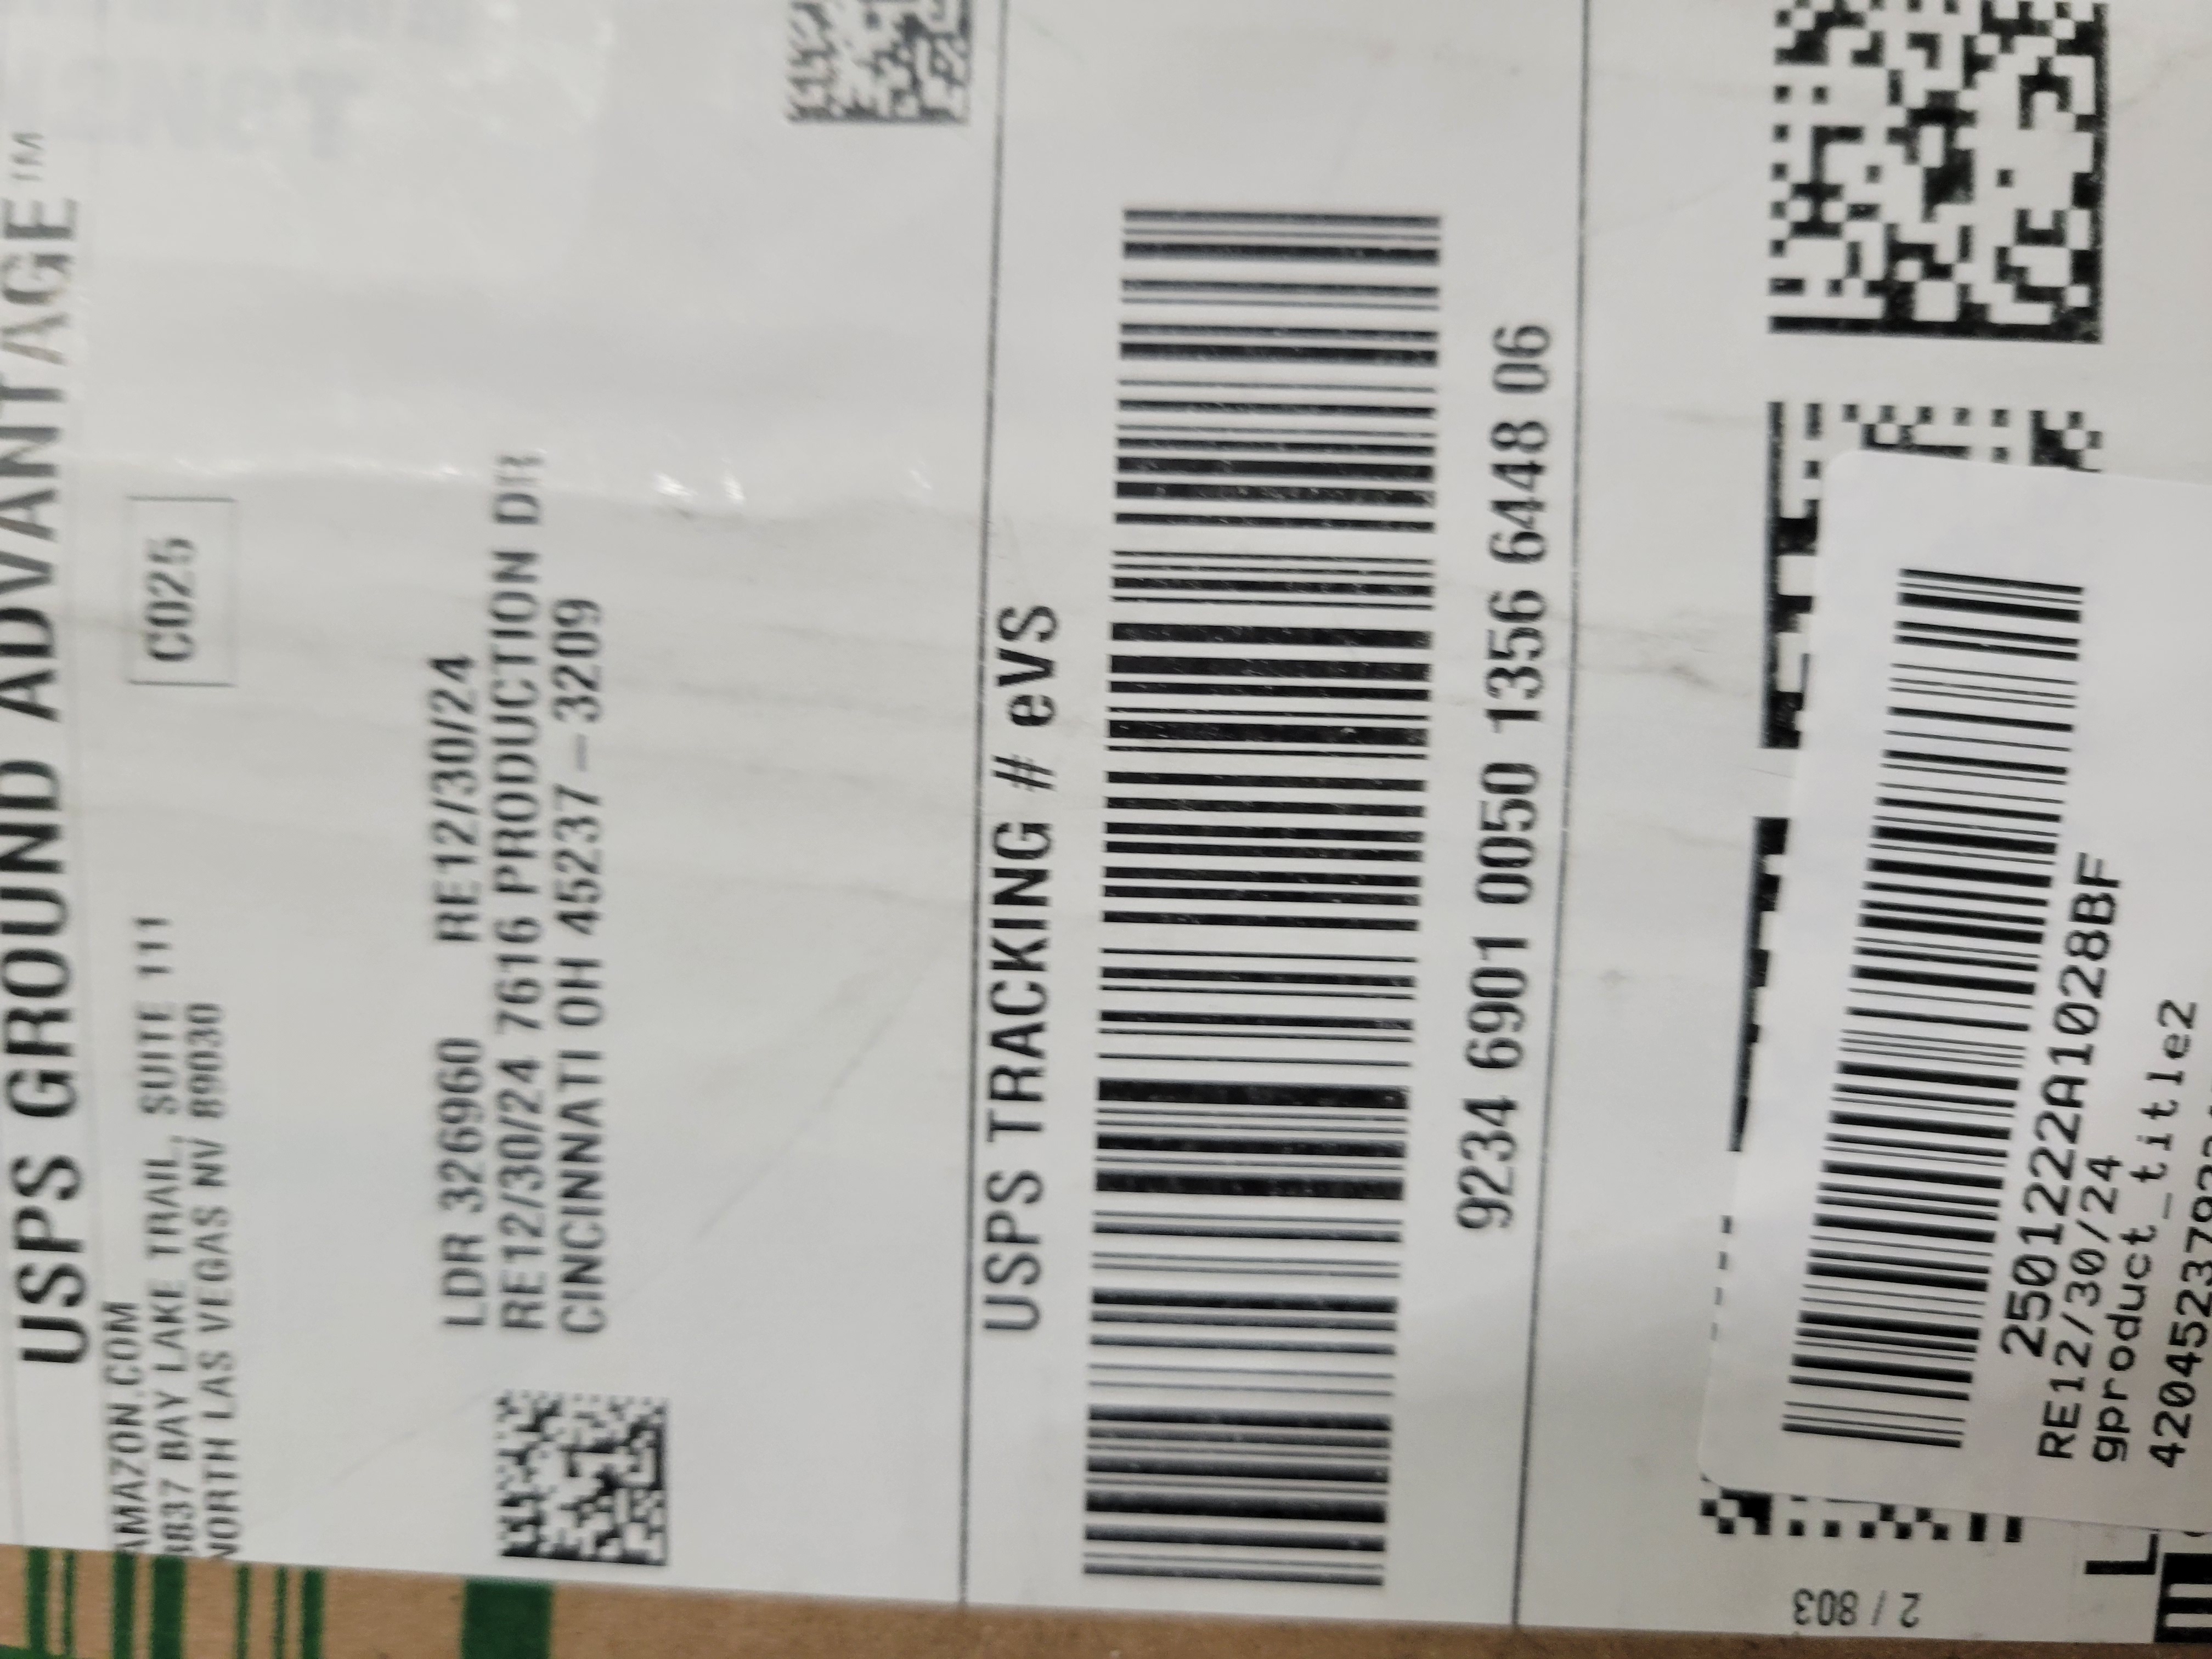 USPS GROUND ADVANTAGE™
AMAZON.COM
BAY LAKE TRAIL, SUITE 111
NORTH LAS VEGAS NV 89030
C025
LDR 326960 RE12/30/24
RE12/30/24 7616 PRODUCTION DR
CINCINNATI OH 45237-3209
USPS TRACKING # eVS
9234 6901 0050 1356 6448 06
2501222A1028BF
RE12/30/24
gproduct_title2
2 / 803